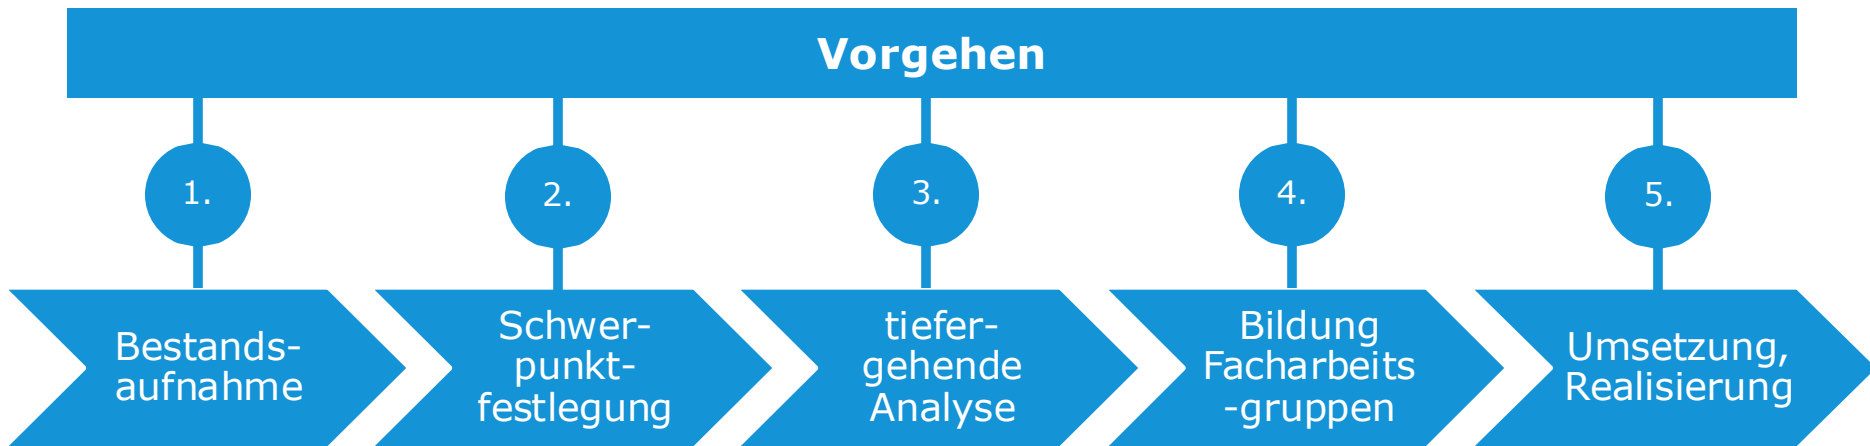 Vorgehen
1.
2.
3.
4.
5.
Bestands-
aufnahme
Schwer-
punkt-
festlegung
tiefer-
gehende
Analyse
Bildung
Facharbeits
-gruppen
Umsetzung,
Realisierung